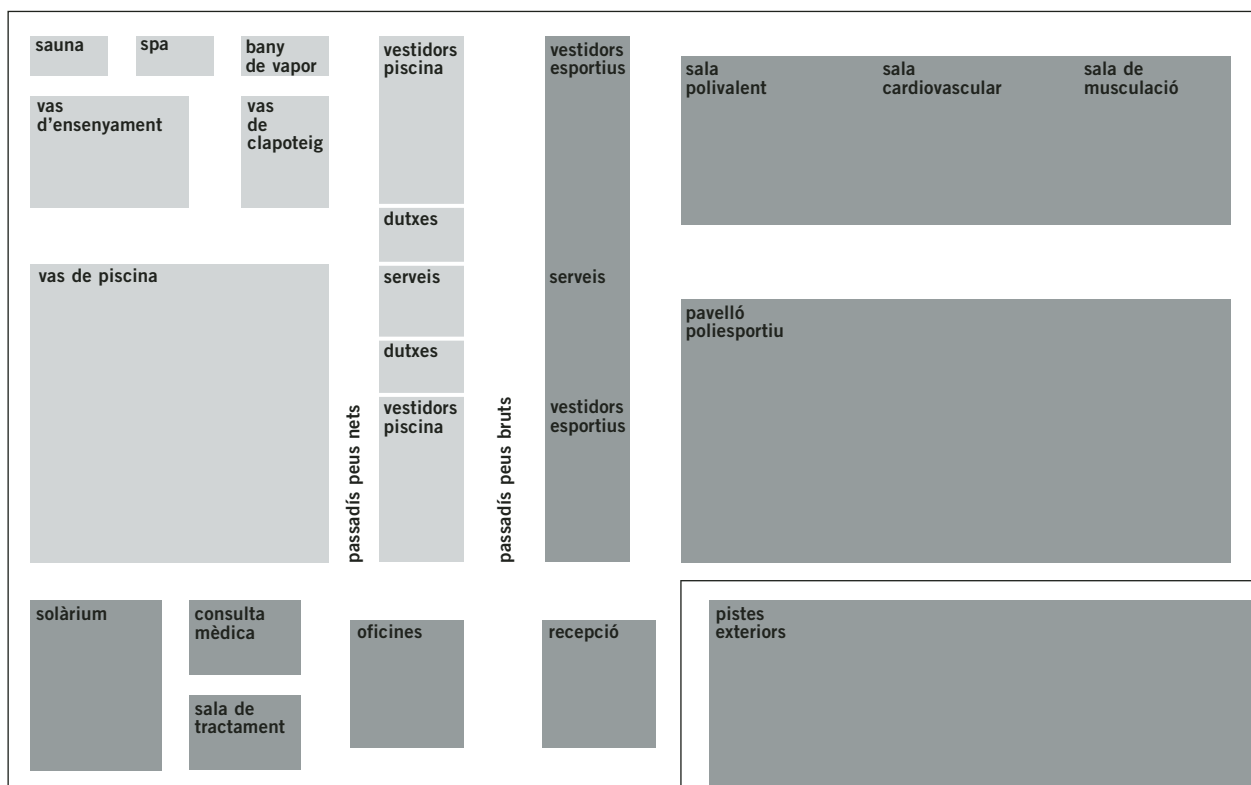 sauna
spa
bany
de vapor
vestidors
piscina
vestidors
esportius
sala
polivalent
sala
cardiovascular
sala de
musculació
vas
d'ensenyament
vas
de
clapoteig
dutxes
vas de piscina
serveis
serveis
pavelló
poliesportiu
dutxes
passadís peus nets
vestidors
piscina
passadís peus bruts
vestidors
esportius
solàrium
consulta
mèdica
oficines
recepció
pistes
exteriors
sala de
tractament